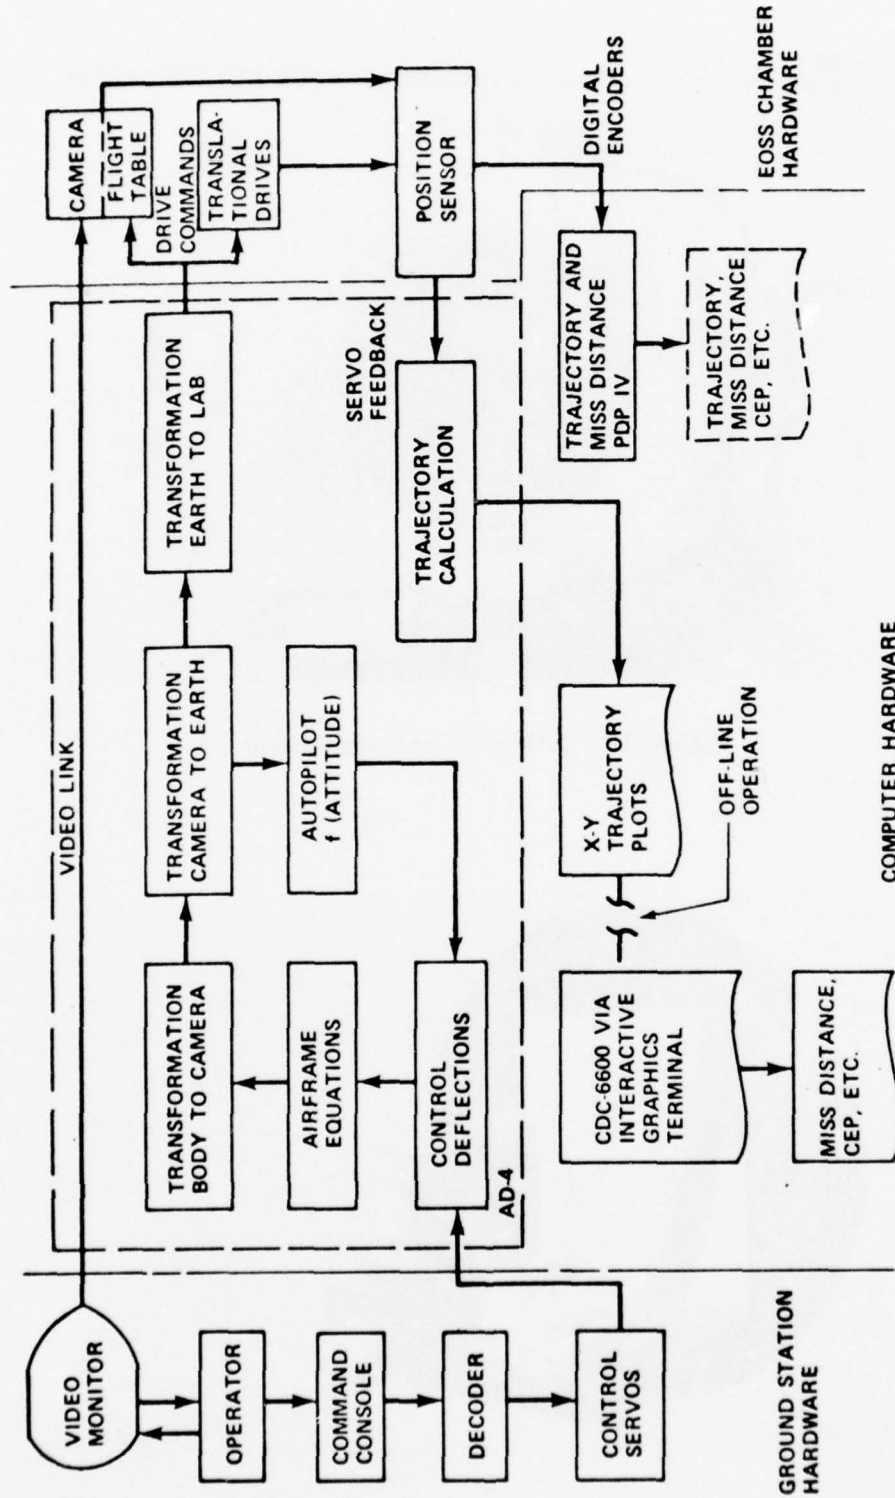 VIDEO LINK
VIDEO
MONITOR
OPERATOR
COMMAND
CONSOLE
DECODER
CONTROL
SERVOS
GROUND STATION
HARDWARE
TRANSFORMATION
BODY TO CAMERA
AIRFRAME
EQUATIONS
CONTROL
DEFLECTIONS
AD-4
TRANSFORMATION
CAMERA TO EARTH
AUTOPILOT
f (ATTITUDE)
TRANSFORMATION
EARTH TO LAB
SERVO
FEEDBACK
TRAJECTORY
CALCULATION
CDC-6600 VIA
INTERACTIVE
GRAPHICS
TERMINAL
MISS DISTANCE,
CEP, ETC.
X-Y
TRAJECTORY
PLOTS
OFF-LINE
OPERATION
COMPUTER HARDWARE
CAMERA
FLIGHT
TABLE
DRIVE
COMMANDS
TRANSLA-
TIONAL
DRIVES
POSITION
SENSOR
DIGITAL
ENCODERS
TRAJECTORY AND
MISS DISTANCE
PDP IV
TRAJECTORY,
MISS DISTANCE
CEP, ETC.
EOSS CHAMBER
HARDWARE